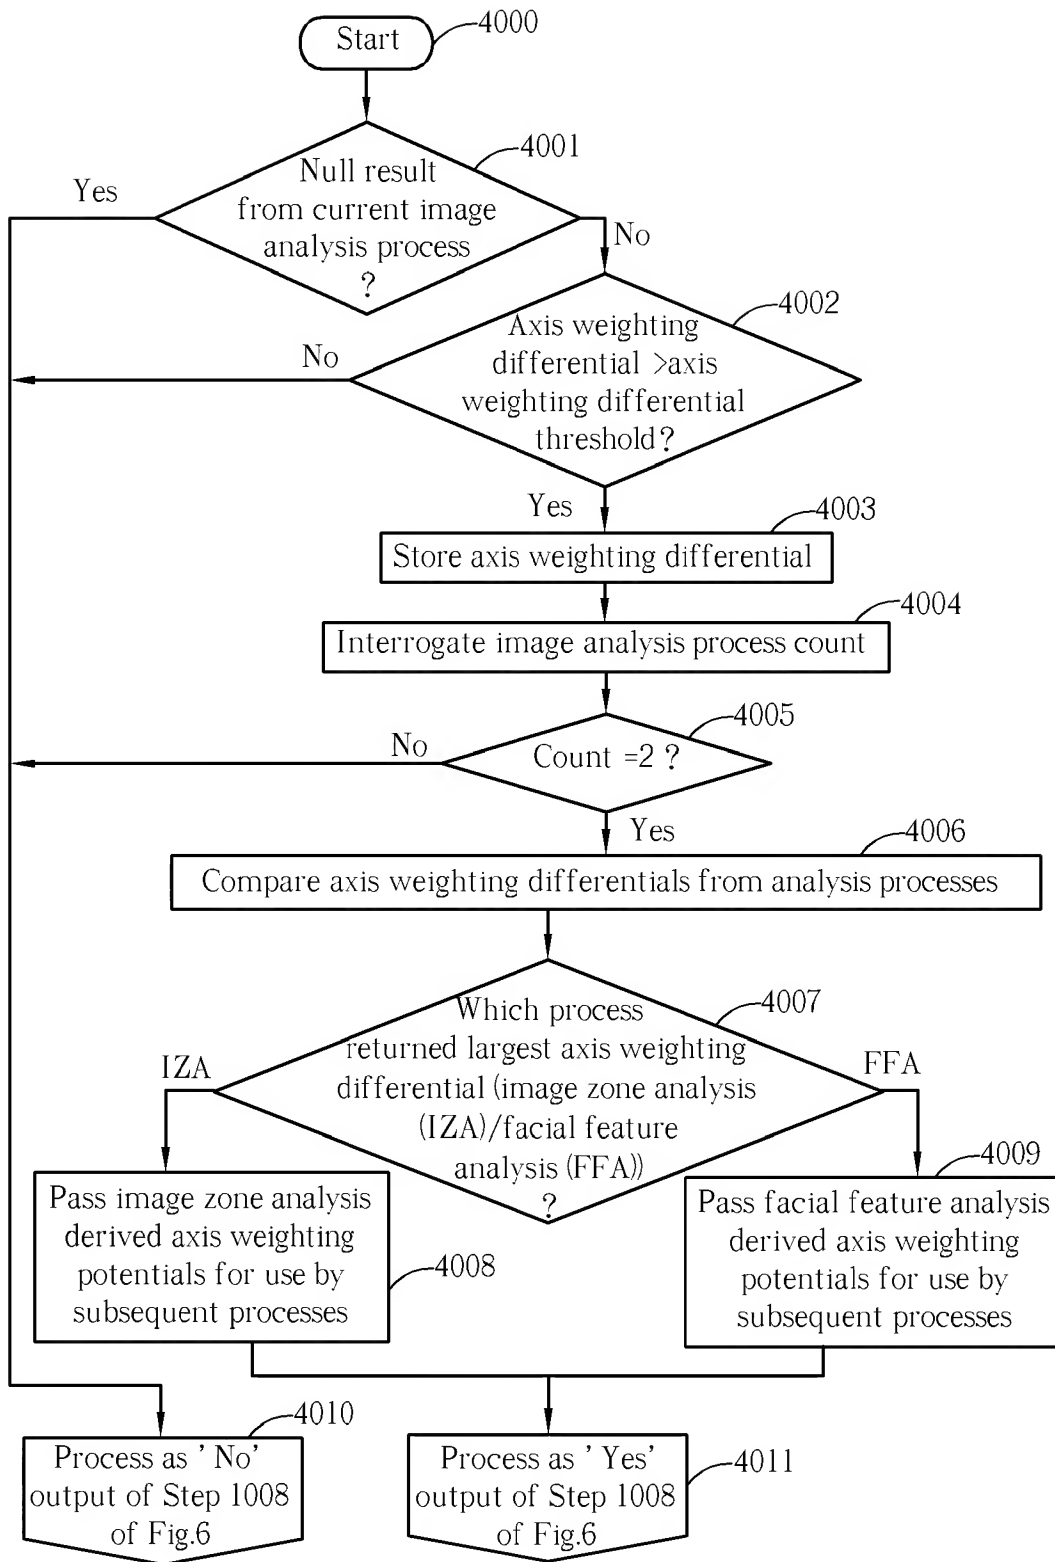 Start
4000
Null result
from current image
analysis process
?
4001
Yes
No
Axis weighting
differential >axis
weighting differential
threshold?
4002
No
Yes
Store axis weighting differential
4003
Interrogate image analysis process count
4004
Count =2 ?
4005
No
Yes
Compare axis weighting differentials from analysis processes
4006
Which process
returned largest axis weighting
differential (image zone analysis
(IZA)/facial feature
analysis (FFA))
?
4007
IZA
FFA
Pass image zone analysis
derived axis weighting
potentials for use by
subsequent processes
4008
Pass facial feature analysis
derived axis weighting
potentials for use by
subsequent processes
4009
Process as ' No'
output of Step 1008
of Fig.6
4010
Process as ' Yes'
output of Step 1008
of Fig.6
4011